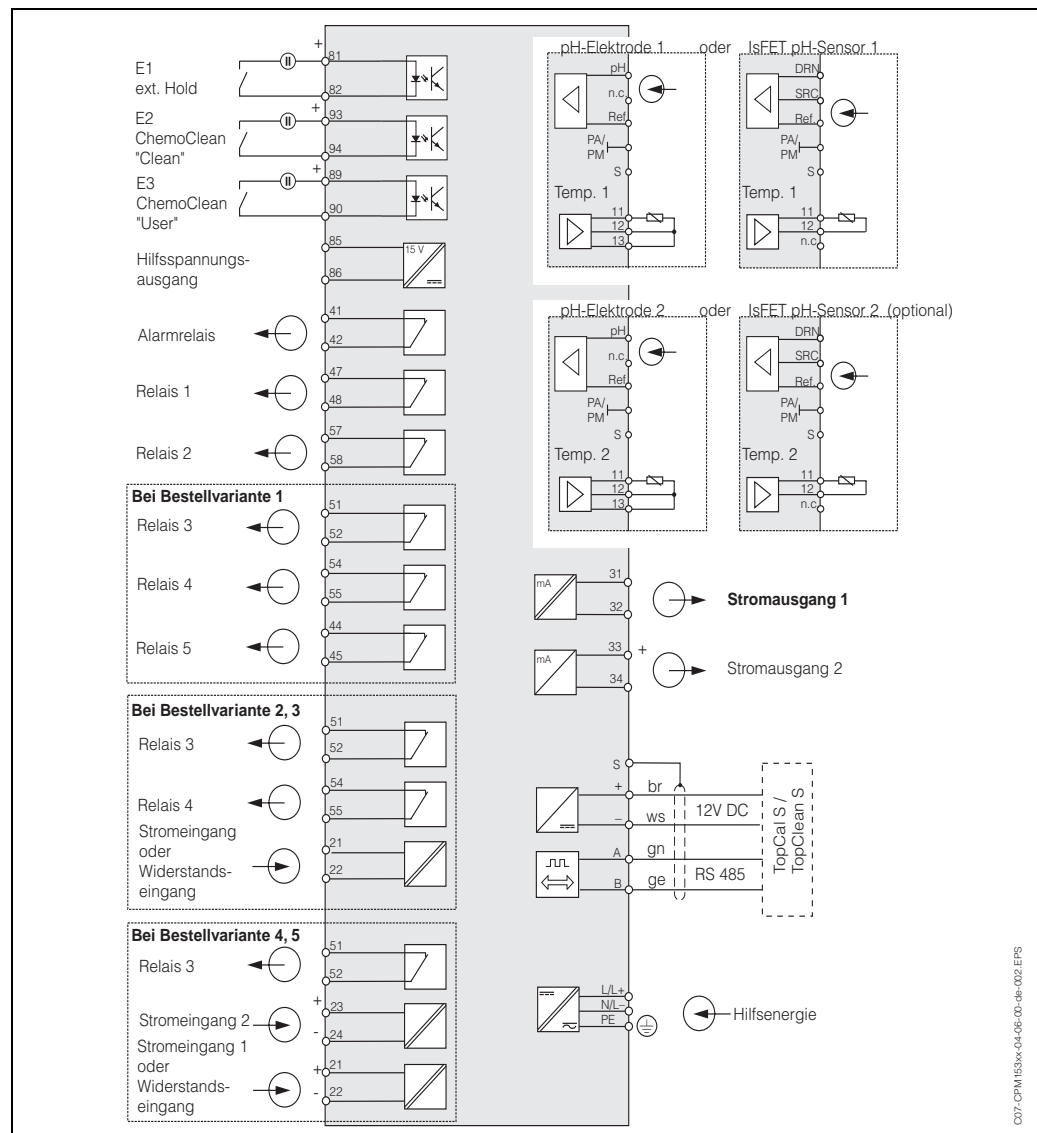 E1
ext. Hold
+
81
82
E2
ChemoClean
"Clean"
+
93
94
E3
ChemoClean
"User"
+
89
90
Hilfsspannungs-
ausgang
85
86
15 V
Alarmrelais
41
42
Relais 1
47
48
Relais 2
57
58
Bei Bestellvariante 1
Relais 3
51
52
Relais 4
54
55
Relais 5
44
45
Bei Bestellvariante 2, 3
Relais 3
51
52
Relais 4
54
55
Stromeingang
oder
Widerstands-
eingang
21
22
Bei Bestellvariante 4, 5
Relais 3
51
52
Stromeingang 2
+
23
-
24
Stromeingang 1
oder
Widerstands-
eingang
+
21
-
22
pH-Elektrode 1 oder IsFET pH-Sensor 1
pH
n.c.
Ref
PA/
PM
S
Temp. 1
11
12
13
DRN
SRC
Ref.
PA/
PM
S
Temp. 1
11
12
n.c
pH-Elektrode 2 oder IsFET pH-Sensor 2 (optional)
pH
n.c.
Ref
PA/
PM
S
Temp. 2
11
12
13
DRN
SRC
Ref.
PA/
PM
S
Temp. 2
11
12
n.c
mA
31
32
Stromausgang 1
mA
33
+
34
Stromausgang 2
S
+ br
12V DC
– ws
A gn
RS 485
B ge
TopCal S /
TopClean S
L/L+
N/L–
PE
Hilfsenergie
C07-CPM153xx-04-06-00-de-002.EPS